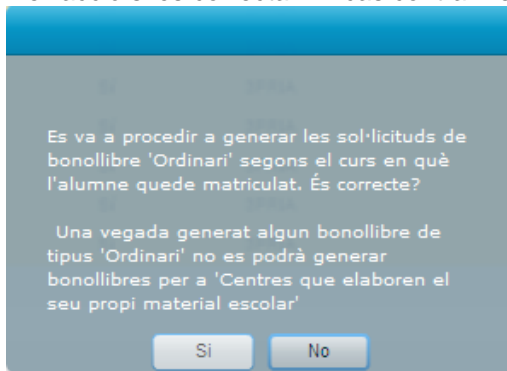 Es va a procedir a generar les sol·licituds de
bonollibre 'Ordinari' segons el curs en què
l'alumne quede matriculat. És correcte?
Una vegada generat algun bonollibre de
tipus 'Ordinari' no es podrà generar
bonollibres per a 'Centres que elaboren el
seu propi material escolar'
Si No